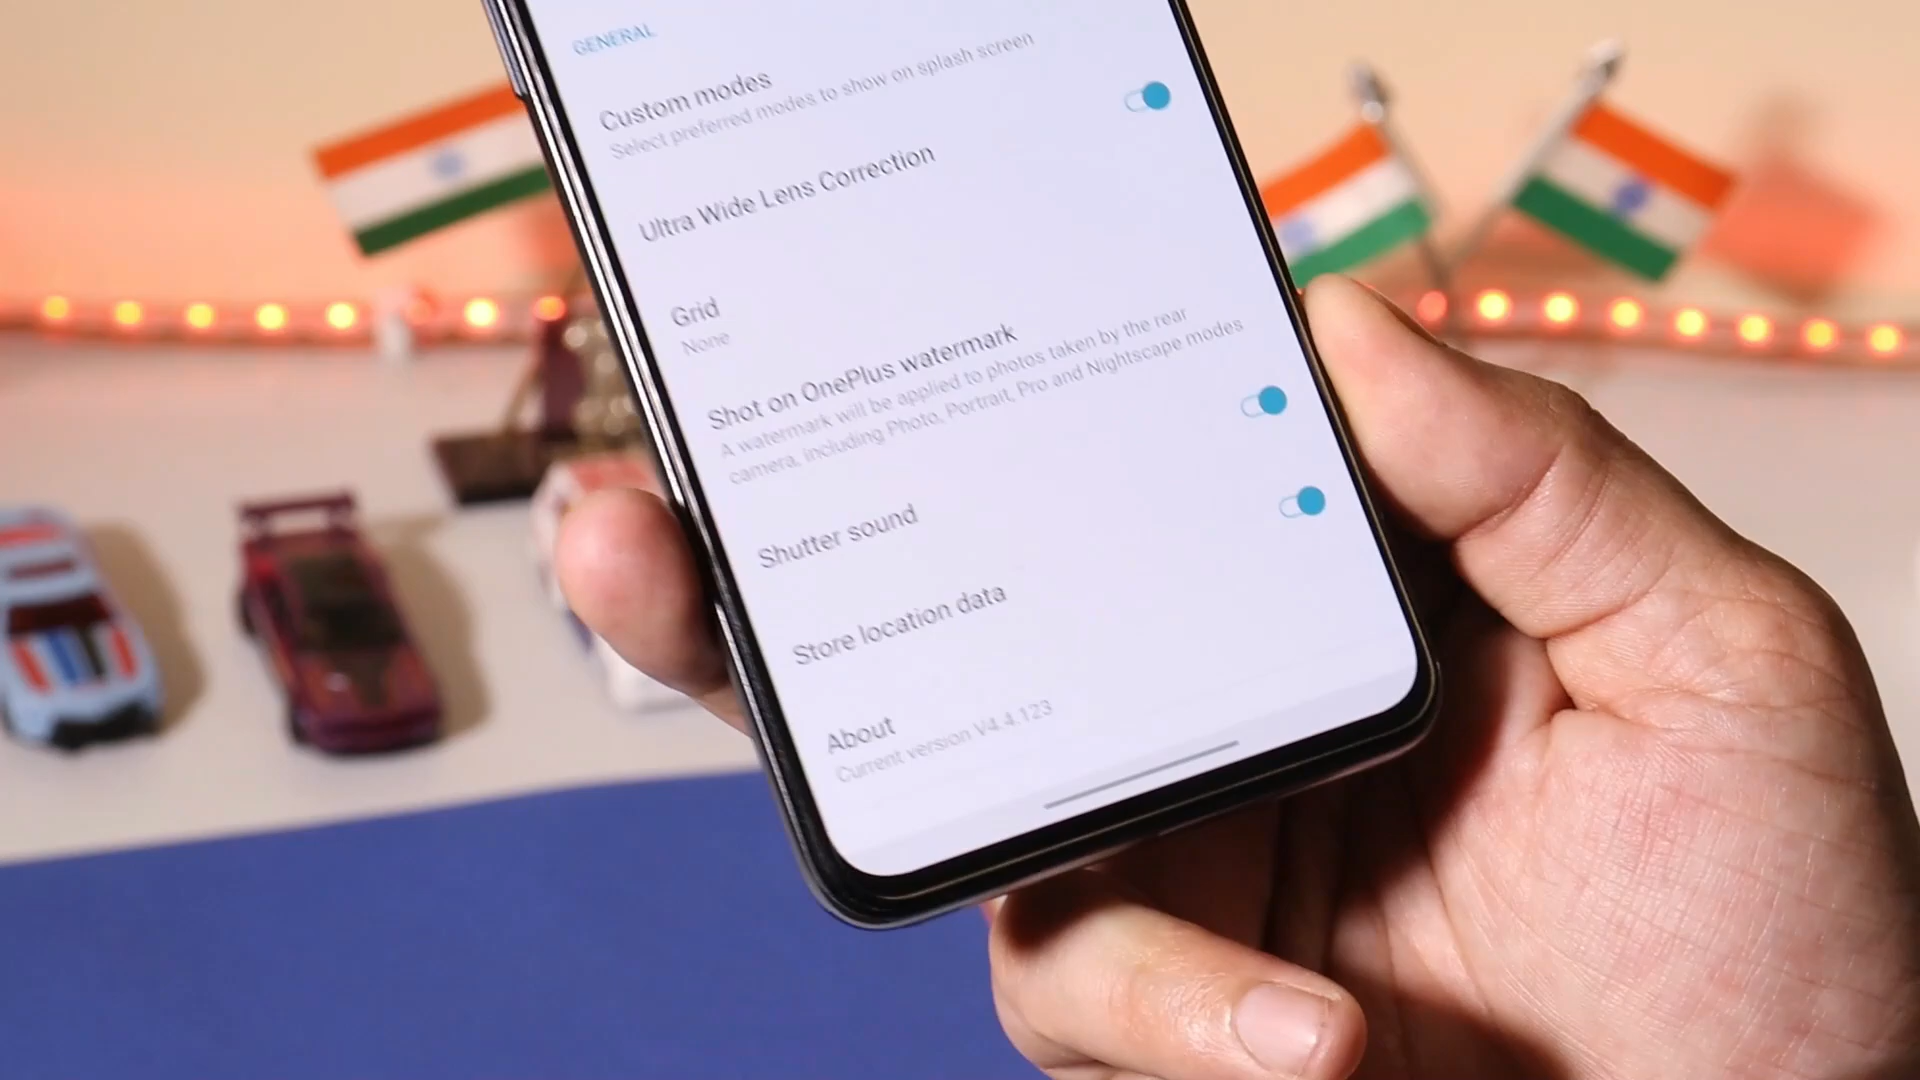 GENERAL
Custom modes
Select preferred modes to show on splash screen
Ultra Wide Lens Correction
Grid
None
Shot on OnePlus watermark
A watermark will be applied to photos taken by the rear
camera, including Photo, Portrait, Pro and Nightscape modes
Shutter sound
Store location data
About
Current version V4.4.123